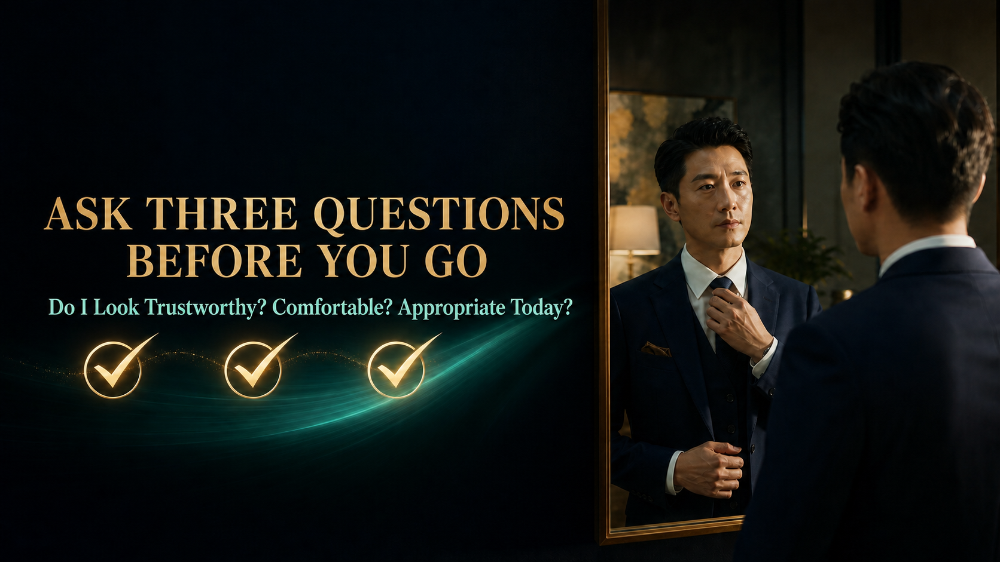 ASK THREE QUESTIONS
BEFORE YOU GO
Do I Look Trustworthy? Comfortable? Appropriate Today?